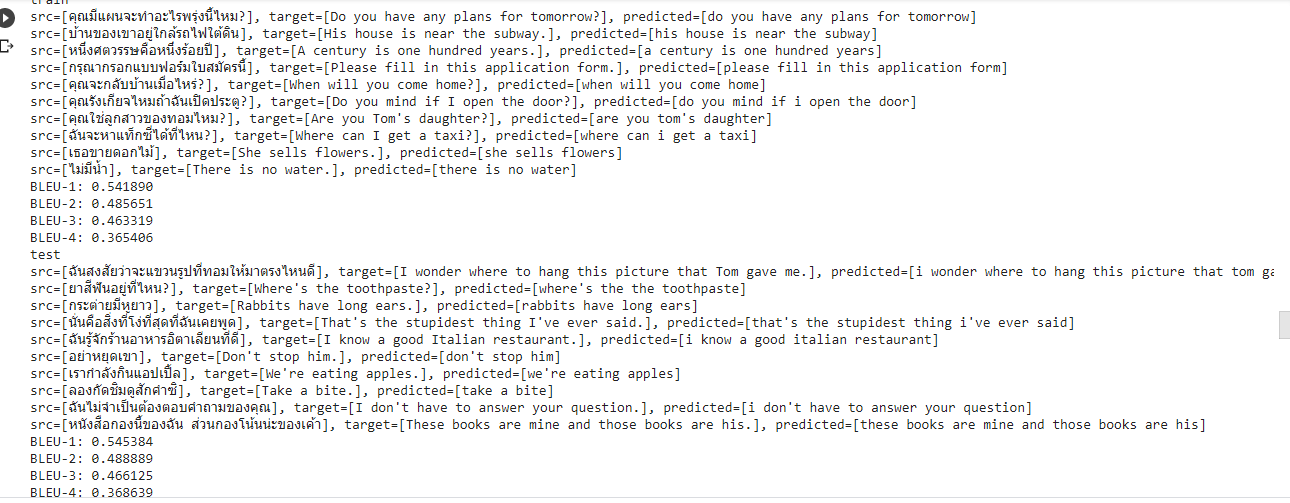 train
src=[คุณมีแผนจะทำอะไรพรุ่งนี้ไหม?], target=[Do you have any plans for tomorrow?], predicted=[do you have any plans for tomorrow]
src=[บ้านของเขาอยู่ใกล้รถไฟใต้ดิน], target=[His house is near the subway.], predicted=[his house is near the subway]
src=[หนึ่งศตวรรษคือหนึ่งร้อยปี], target=[A century is one hundred years.], predicted=[a century is one hundred years]
src=[กรุณากรอกแบบฟอร์มใบสมัครนี้], target=[Please fill in this application form.], predicted=[please fill in this application form]
src=[คุณจะกลับบ้านเมื่อไหร่?], target=[When will you come home?], predicted=[when will you come home]
src=[คุณรังเกียจไหมถ้าฉันเปิดประตู?], target=[Do you mind if I open the door?], predicted=[do you mind if i open the door]
src=[คุณใช่ลูกสาวของทอมไหม?], target=[Are you Tom's daughter?], predicted=[are you tom's daughter]
src=[ฉันจะหาแท็กซี่ได้ที่ไหน?], target=[Where can I get a taxi?], predicted=[where can i get a taxi]
src=[เธอขายดอกไม้], target=[She sells flowers.], predicted=[she sells flowers]
src=[ไม่มีน้ำ], target=[There is no water.], predicted=[there is no water]
BLEU-1: 0.541890
BLEU-2: 0.485651
BLEU-3: 0.463319
BLEU-4: 0.365406
test
src=[ฉันสงสัยว่าจะแขวนรูปที่ทอมให้มาตรงไหนดี], target=[I wonder where to hang this picture that Tom gave me.], predicted=[i wonder where to hang this picture that tom ga
src=[ยาสีฟันอยู่ที่ไหน?], target=[Where's the toothpaste?], predicted=[where's the the toothpaste]
src=[กระต่ายมีหูยาว], target=[Rabbits have long ears.], predicted=[rabbits have long ears]
src=[นั่นคือสิ่งที่โง่ที่สุดที่ฉันเคยพูด], target=[That's the stupidest thing I've ever said.], predicted=[that's the stupidest thing i've ever said]
src=[ฉันรู้จักร้านอาหารอิตาเลียนที่ดี], target=[I know a good Italian restaurant.], predicted=[i know a good italian restaurant]
src=[อย่าหยุดเขา], target=[Don't stop him.], predicted=[don't stop him]
src=[เรากำลังกินแอปเปิ้ล], target=[We're eating apples.], predicted=[we're eating apples]
src=[ลองกัดชิมดูสักคำซิ], target=[Take a bite.], predicted=[take a bite]
src=[ฉันไม่จำเป็นต้องตอบคำถามของคุณ], target=[I don't have to answer your question.], predicted=[i don't have to answer your question]
src=[หนังสือกองนี้ของฉัน ส่วนกองโน้นน่ะของเค้า], target=[These books are mine and those books are his.], predicted=[these books are mine and those books are his]
BLEU-1: 0.545384
BLEU-2: 0.488889
BLEU-3: 0.466125
BLEU-4: 0.368639